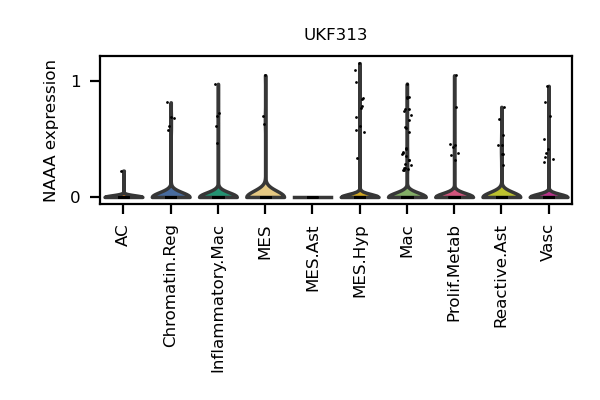 UKF313
NAAA expression
1
0
AC
Chromatin.Reg
Inflammatory.Mac
MES
MES.Ast
MES.Hyp
Mac
Prolif.Metab
Reactive.Ast
Vasc